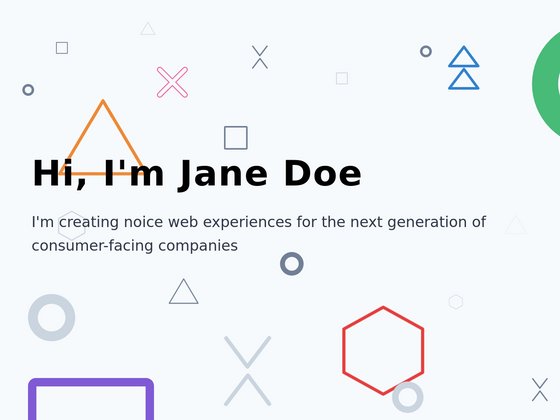 Hi, I'm Jane Doe
I'm creating noice web experiences for the next generation of
consumer-facing companies